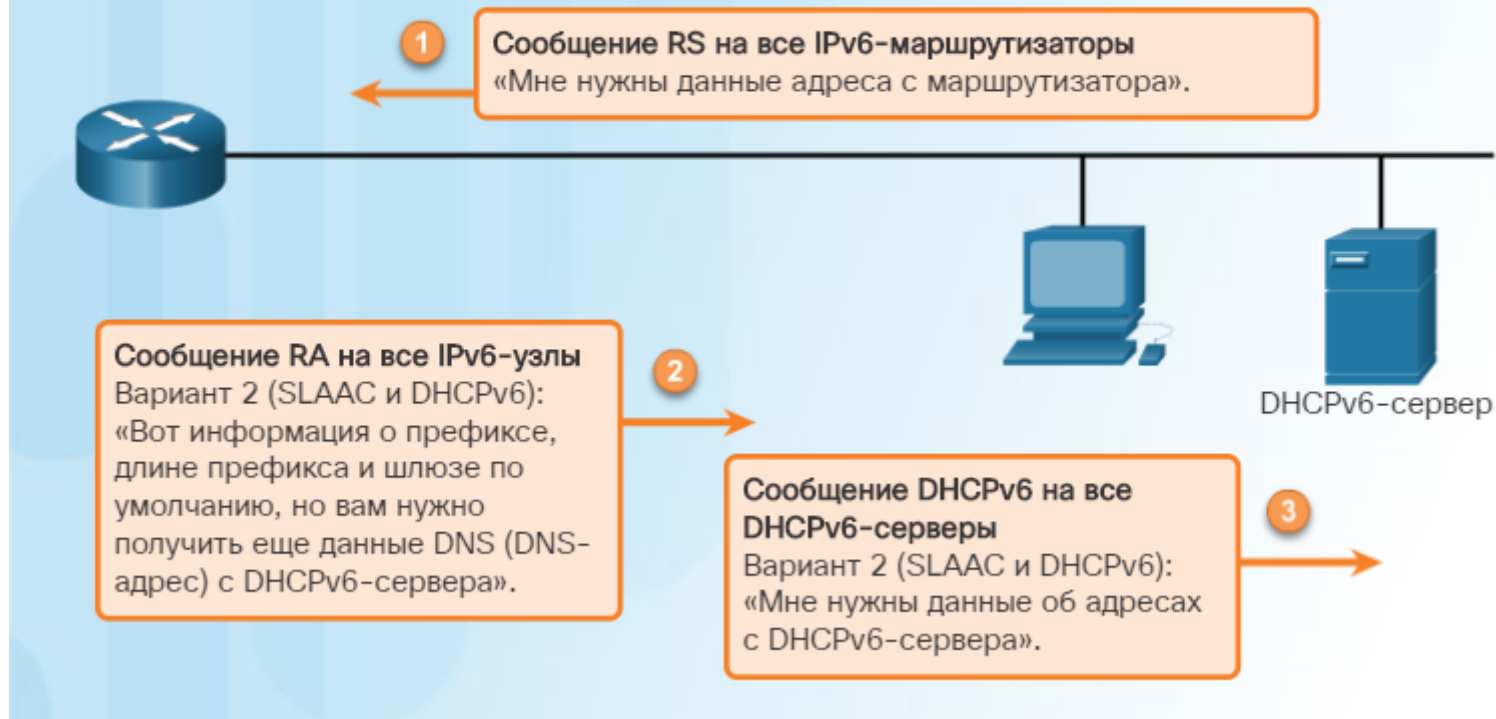 1
Сообщение RS на все IPv6-маршрутизаторы
«Мне нужны данные адреса с маршрутизатора».
DHCPv6-сервер
Сообщение RA на все IPv6-узлы
Вариант 2 (SLAAC и DHCPv6):
«Вот информация о префиксе,
длине префикса и шлюзе по
умолчанию, но вам нужно
получить еще данные DNS (DNS-
адрес) с DHCPv6-сервера».
2
Сообщение DHCPv6 на все
DHCPv6-серверы
Вариант 2 (SLAAC и DHCPv6):
«Мне нужны данные об адресах
с DHCPv6-сервера».
3